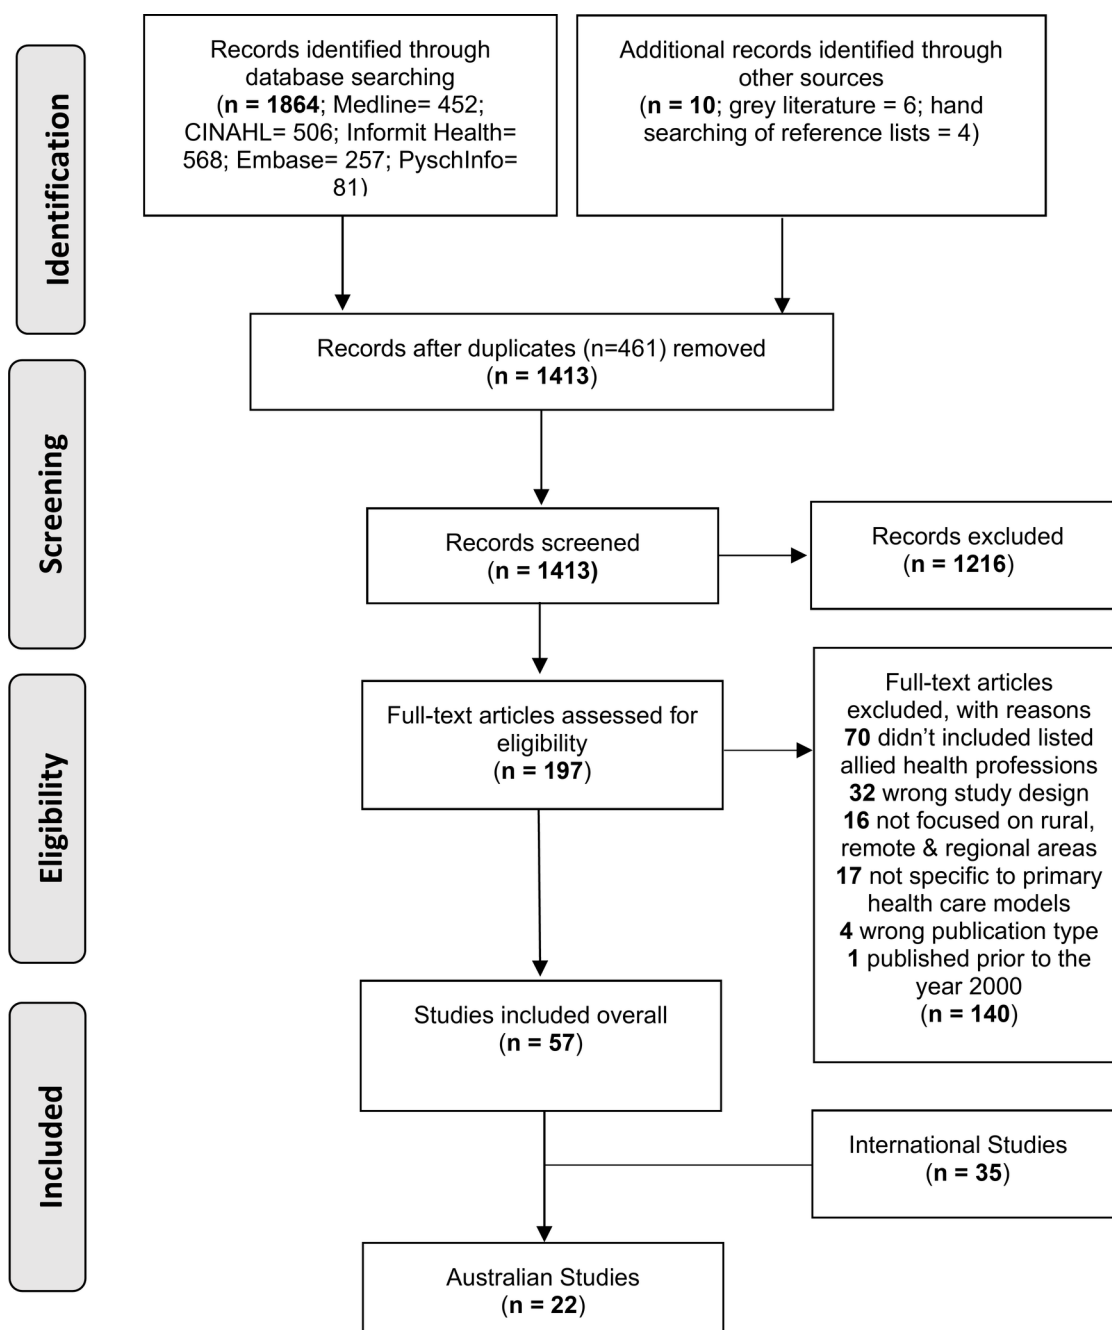 Identification
Records identified through
database searching
(n = 1864; Medline= 452;
CINAHL= 506; Informit Health=
568; Embase= 257; PyschInfo=
81)
Additional records identified through
other sources
(n = 10; grey literature = 6; hand
searching of reference lists = 4)
Records after duplicates (n=461) removed
(n = 1413)
Screening
Records screened
(n = 1413)
Records excluded
(n = 1216)
Eligibility
Full-text articles assessed for
eligibility
(n = 197)
Full-text articles
excluded, with reasons
70 didn’t included listed
allied health professions
32 wrong study design
16 not focused on rural,
remote & regional areas
17 not specific to primary
health care models
4 wrong publication type
1 published prior to the
year 2000
(n = 140)
Included
Studies included overall
(n = 57)
International Studies
(n = 35)
Australian Studies
(n = 22)